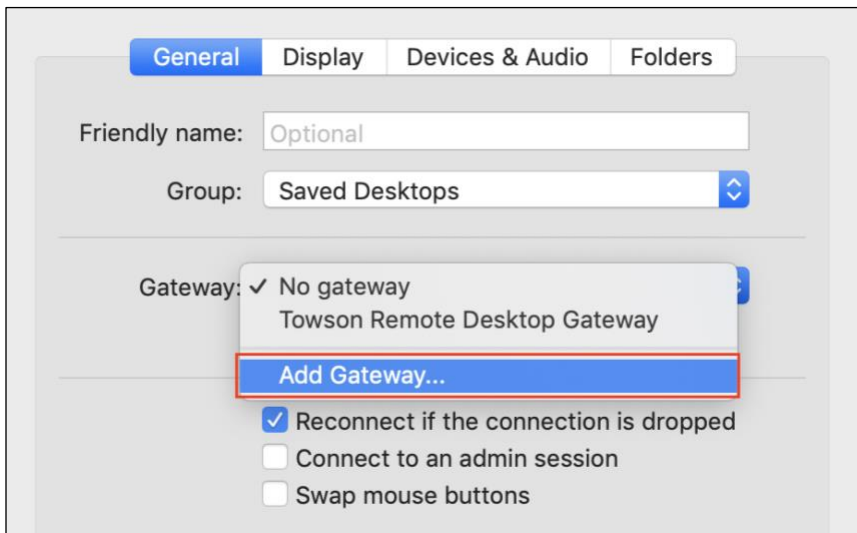 General Display Devices & Audio Folders
Friendly name: Optional
Group: Saved Desktops
Gateway: ✓ No gateway
Towson Remote Desktop Gateway
Add Gateway...
Reconnect if the connection is dropped
Connect to an admin session
Swap mouse buttons